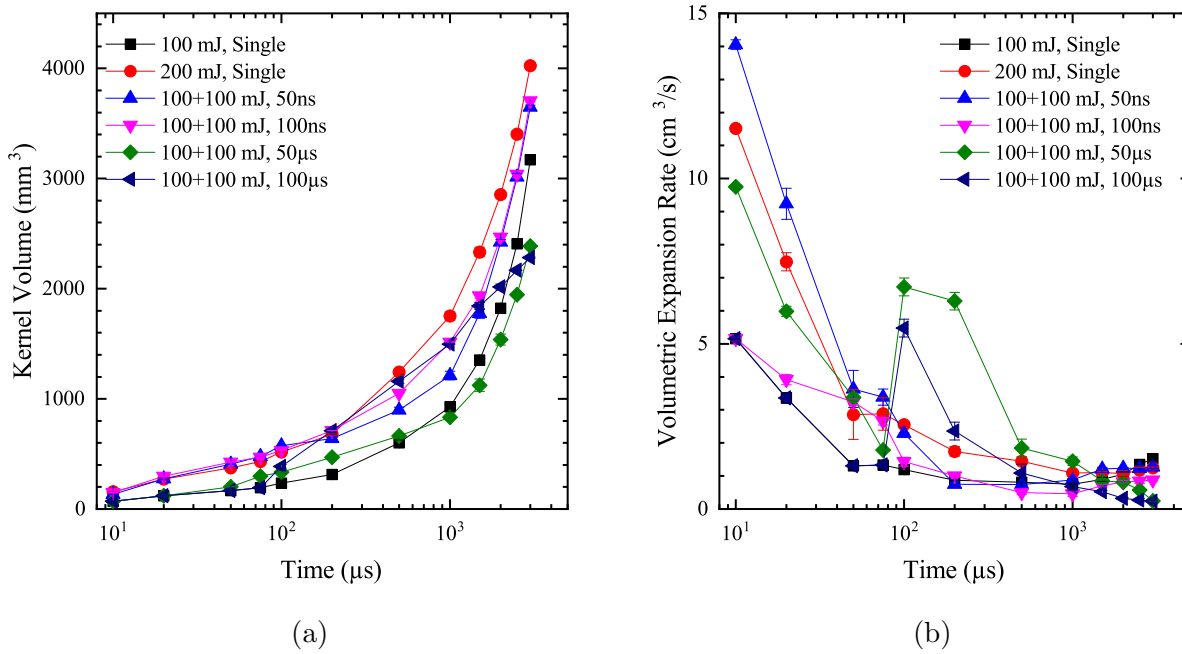 100 mJ, Single
200 mJ, Single
100+100 mJ, 50ns
100+100 mJ, 100ns
100+100 mJ, 50µs
100+100 mJ, 100µs
4000
3000
2000
1000
0
Kernel Volume (mm ³)
10¹ 10² 10³
Time (µs)
(a)
100 mJ, Single
200 mJ, Single
100+100 mJ, 50ns
100+100 mJ, 100ns
100+100 mJ, 50µs
100+100 mJ, 100µs
15
10
5
0
Volumetric Expansion Rate (cm ³/s)
10¹ 10² 10³
Time (µs)
(b)